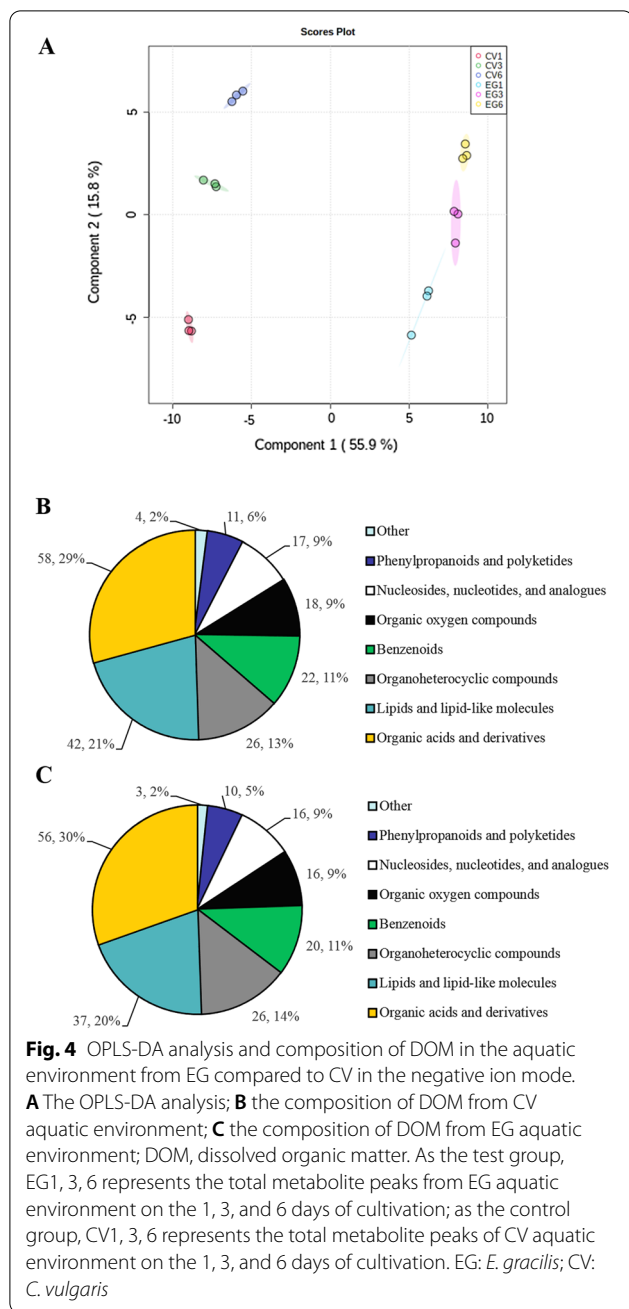 A
Scores Plot
CV1
CV3
CV6
EG1
EG3
EG6
Component 2 ( 15.8 %)
5
0
-5
-10
-5
0
5
10
Component 1 ( 55.9 %)
B
4, 2%
11, 6%
17, 9%
18, 9%
22, 11%
26, 13%
42, 21%
58, 29%
Other
Phenylpropanoids and polyketides
Nucleosides, nucleotides, and analogues
Organic oxygen compounds
Benzenoids
Organoheterocyclic compounds
Lipids and lipid-like molecules
Organic acids and derivatives
C
3, 2%
10, 5%
16, 9%
16, 9%
20, 11%
26, 14%
37, 20%
56, 30%
Other
Phenylpropanoids and polyketides
Nucleosides, nucleotides, and analogues
Organic oxygen compounds
Benzenoids
Organoheterocyclic compounds
Lipids and lipid-like molecules
Organic acids and derivatives
Fig. 4 OPLS-DA analysis and composition of DOM in the aquatic
environment from EG compared to CV in the negative ion mode.
A The OPLS-DA analysis; B the composition of DOM from CV
aquatic environment; C the composition of DOM from EG aquatic
environment; DOM, dissolved organic matter. As the test group,
EG1, 3, 6 represents the total metabolite peaks from EG aquatic
environment on the 1, 3, and 6 days of cultivation; as the control
group, CV1, 3, 6 represents the total metabolite peaks of CV aquatic
environment on the 1, 3, and 6 days of cultivation. EG: E. gracilis; CV:
C. vulgaris